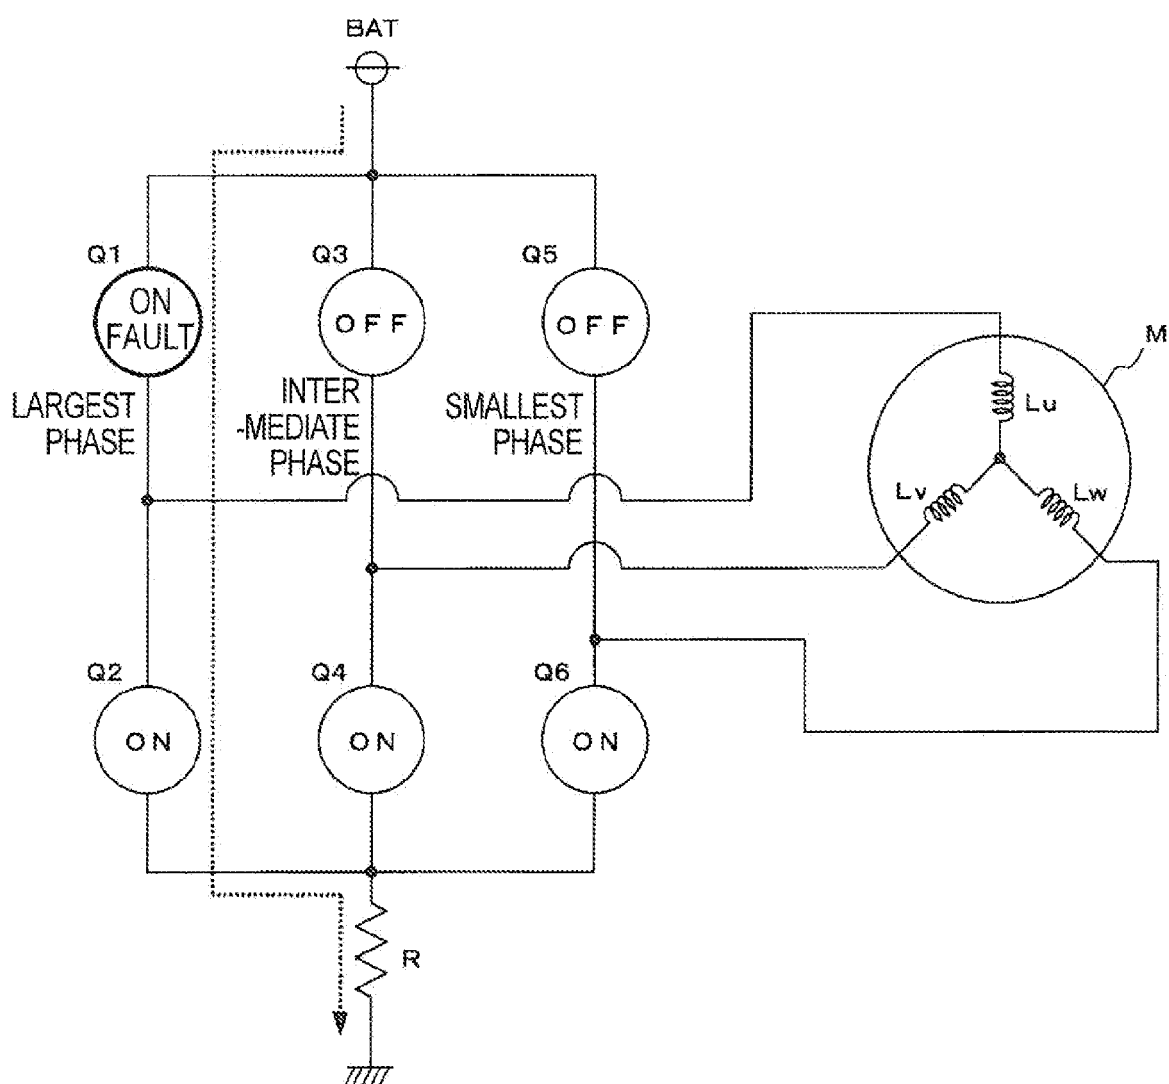 BAT
Q1
Q3
Q5
ON
FAULT
OFF
OFF
M
LARGEST
PHASE
INTER
-MEDIATE
PHASE
SMALLEST
PHASE
Lu
Lv
Lw
Q2
Q4
Q6
ON
ON
ON
R